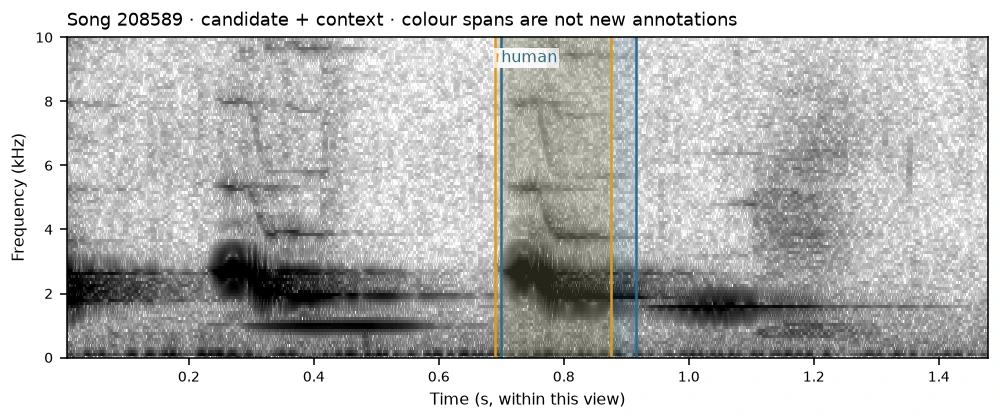 Song 208589 · candidate + context · colour spans are not new annotations
human
Frequency (kHz)
10
8
6
4
2
0
0.2 0.4 0.6 0.8 1.0 1.2 1.4
Time (s, within this view)